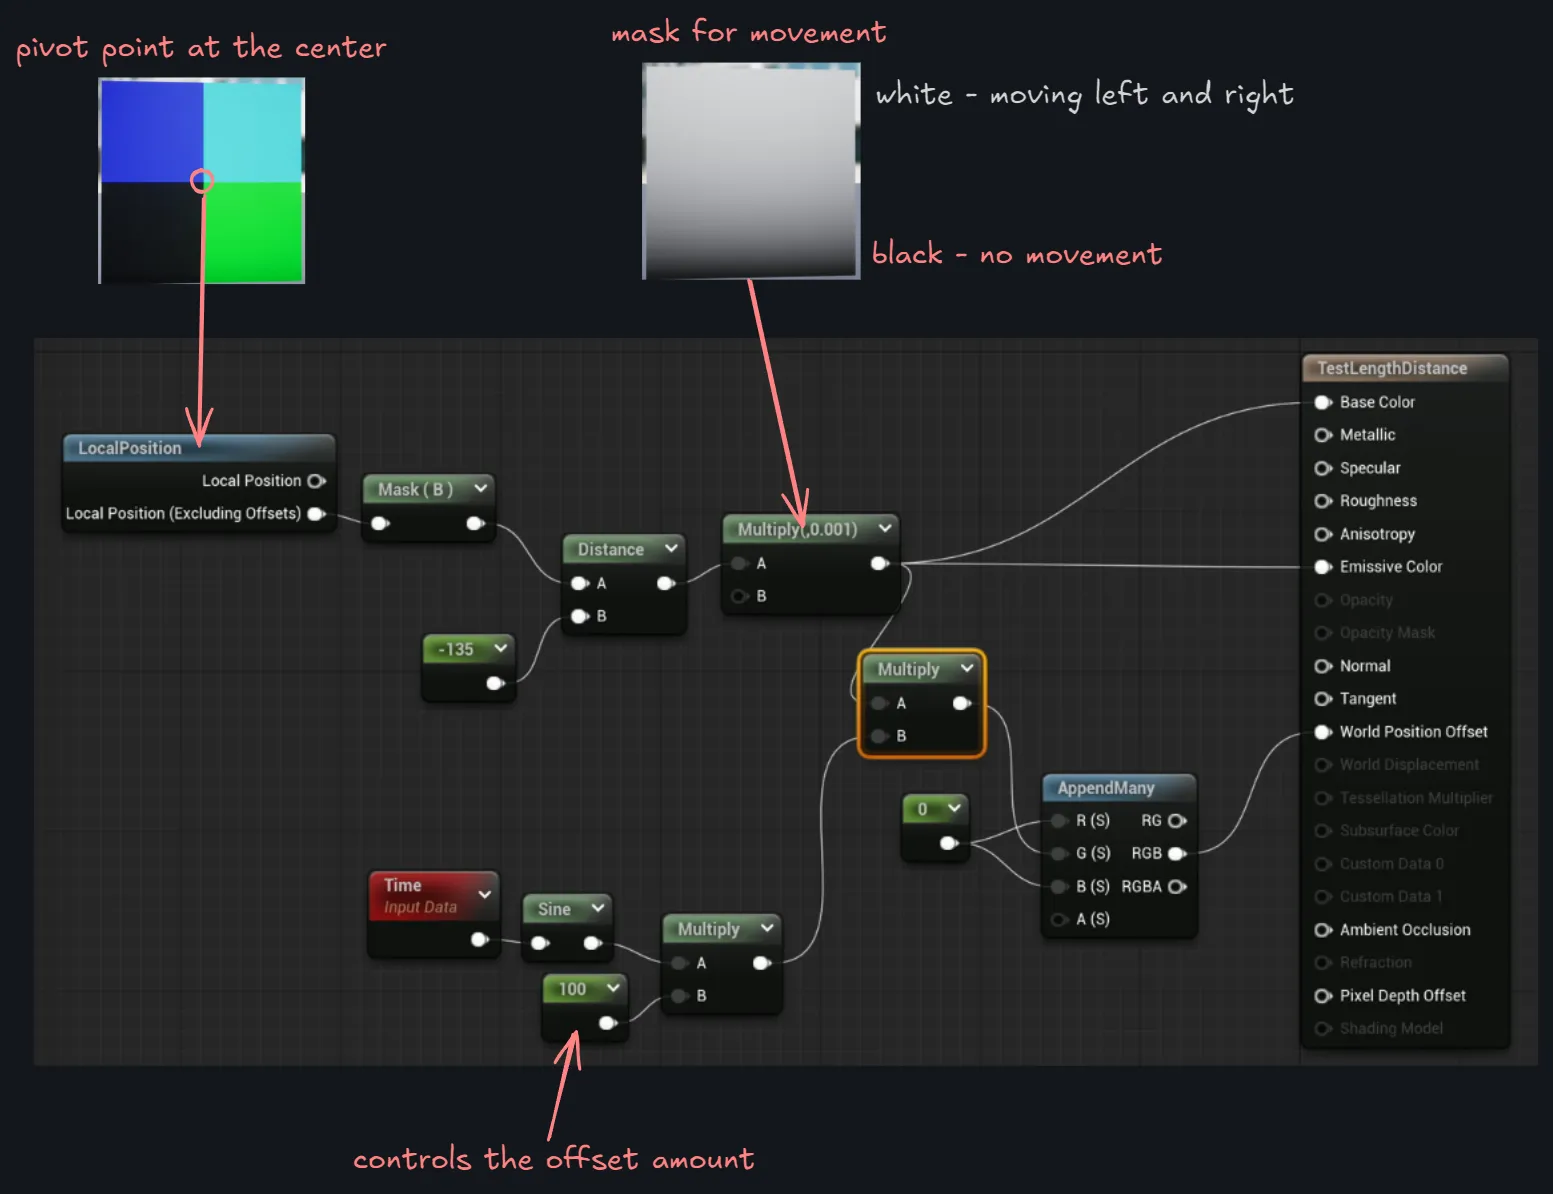 pivot point at the center
mask for movement
white - moving left and right
black - no movement
TestLengthDistance
Base Color
Metallic
Specular
Roughness
Anisotropy
Emissive Color
Opacity
Opacity Mask
Normal
Tangent
World Position Offset
World Displacement
Tessellation Multiplier
Subsurface Color
Custom Data 0
Custom Data 1
Ambient Occlusion
Refraction
Pixel Depth Offset
Shading Model
LocalPosition
Local Position
Local Position (Excluding Offsets)
Mask ( B )
Distance
A
B
-135
Multiply(,0.001)
A
B
Multiply
A
B
0
AppendMany
R (S) RG
G (S) RGB
B (S) RGBA
A (S)
Time
Input Data
Sine
100
Multiply
A
B
controls the offset amount